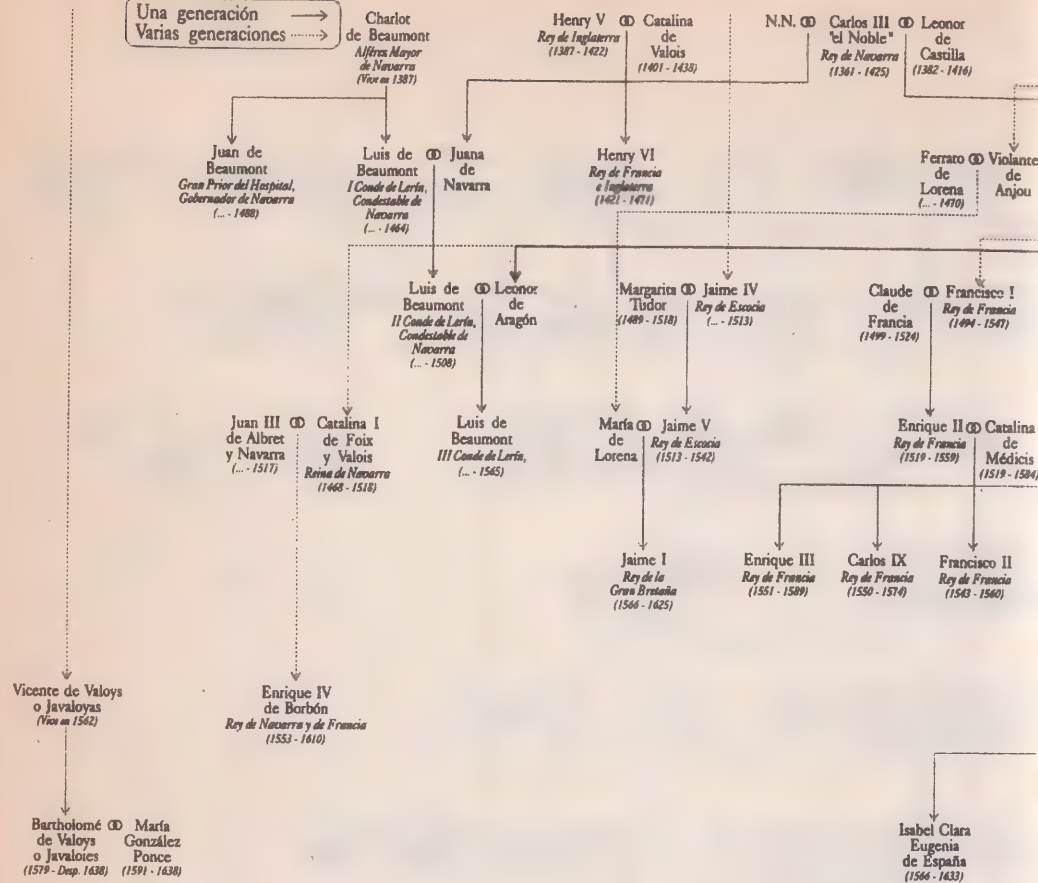 Una generación
Varias generaciones
Charlot
de Beaumont
Alférez Mayor
de Navarra
(Vive en 1387)
Henry V
Rey de Inglaterra
(1387 - 1422)
Catalina
de
Valois
(1401 - 1438)
N.N.
Carlos III
"el Noble"
Rey de Navarra
(1361 - 1425)
Leonor
de
Castilla
(1382 - 1416)
Juan de
Beaumont
Gran Prior del Hospital,
Gobernador de Navarra
(... - 1488)
Luis de
Beaumont
I Conde de Lerín,
Condestable de
Navarra
(... - 1464)
Juana
de
Navarra
Henry VI
Rey de Francia
e Inglaterra
(1421 - 1471)
Ferrato
de
Lorena
(... - 1470)
Violante
de
Anjou
Luis de
Beaumont
II Conde de Lerín,
Condestable de
Navarra
(... - 1508)
Leonor
de
Aragón
Margarita
Tudor
(1489 - 1518)
Jaime IV
Rey de Escocia
(... - 1513)
Claude
de
Francia
(1499 - 1524)
Francisco I
Rey de Francia
(1494 - 1547)
Juan III
de Albret
y Navarra
(... - 1517)
Catalina I
de Foix
y Valois
Reina de Navarra
(1468 - 1518)
Luis de
Beaumont
III Conde de Lerín,
(... - 1565)
María
de
Lorena
Jaime V
Rey de Escocia
(1513 - 1542)
Enrique II
Rey de Francia
(1519 - 1559)
Catalina
de
Médicis
(1519 - 1584)
Jaime I
Rey de la
Gran Bretaña
(1566 - 1625)
Enrique III
Rey de Francia
(1551 - 1589)
Carlos IX
Rey de Francia
(1550 - 1574)
Francisco II
Rey de Francia
(1543 - 1560)
Vicente de Valoys
o Javaloyas
(Vive en 1562)
Enrique IV
de Borbón
Rey de Navarra y de Francia
(1553 - 1610)
Bartholomé
de Valoys
o Javaloies
(1579 - Desp. 1638)
María
González
Ponce
(1591 - 1638)
Isabel Clara
Eugenia
de España
(1566 - 1633)